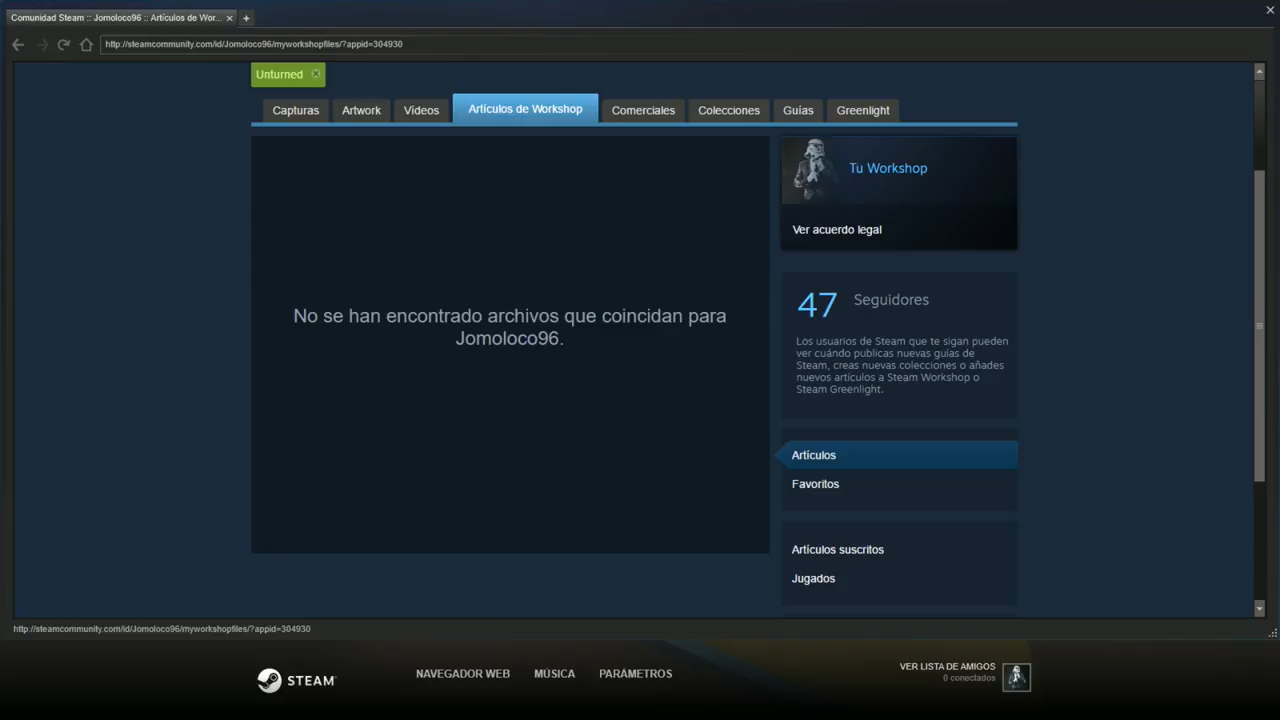 Comunidad Steam :: Jomoloco96 :: Artículos de Wor...
http://steamcommunity.com/id/Jomoloco96/myworkshopfiles/?appid=304930
Unturned
Capturas Artwork Vídeos Artículos de Workshop Comerciales Colecciones Guías Greenlight
Tu Workshop
Ver acuerdo legal
No se han encontrado archivos que coincidan para
Jomoloco96.
47 Seguidores
Los usuarios de Steam que te sigan pueden
ver cuándo publicas nuevas guías de
Steam, creas nuevas colecciones o añades
nuevos artículos a Steam Workshop o
Steam Greenlight.
Artículos
Favoritos
Artículos suscritos
Jugados
http://steamcommunity.com/id/Jomoloco96/myworkshopfiles/?appid=304930
STEAM
NAVEGADOR WEB MÚSICA PARÁMETROS
VER LISTA DE AMIGOS
0 conectados